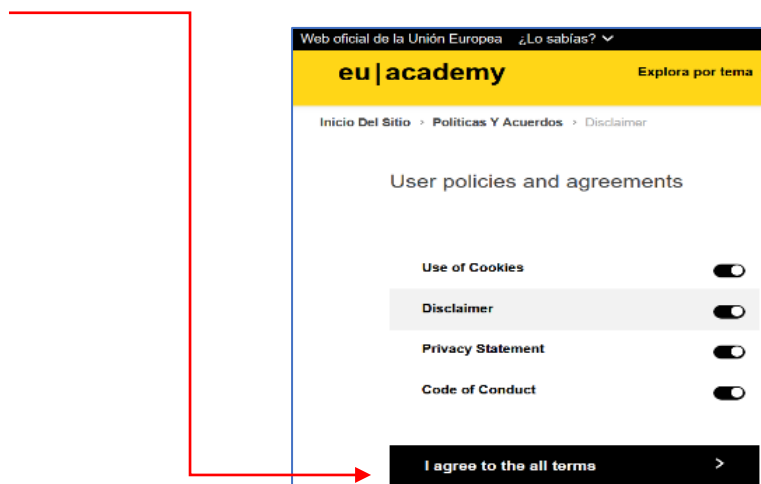 Web oficial de la Unión Europea ¿Lo sabías?
eu|academy Explora por tema
Inicio Del Sitio > Políticas Y Acuerdos > Disclaimer
User policies and agreements
Use of Cookies
Disclaimer
Privacy Statement
Code of Conduct
I agree to the all terms >